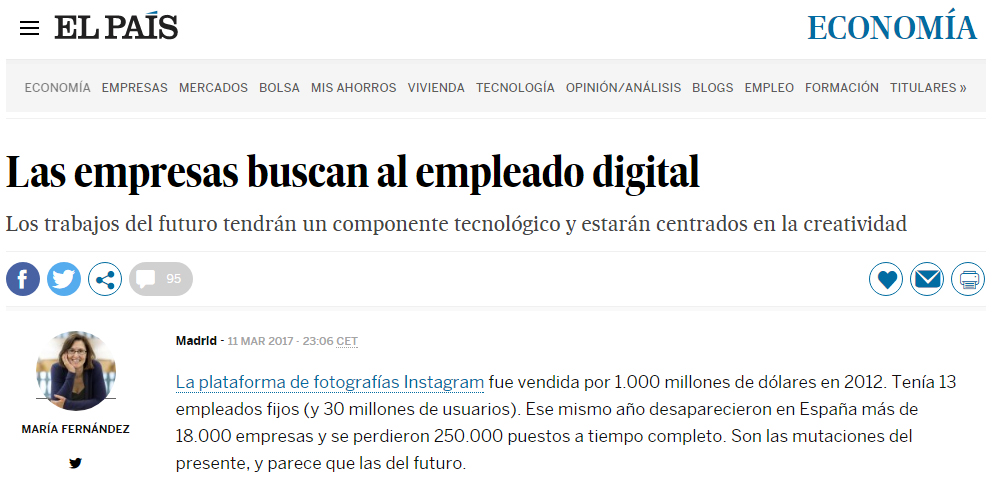 EL PAÍS
ECONOMÍA
ECONOMÍA EMPRESAS MERCADOS BOLSA MIS AHORROS VIVIENDA TECNOLOGÍA OPINIÓN/ANÁLISIS BLOGS EMPLEO FORMACIÓN TITULARES »
Las empresas buscan al empleado digital
Los trabajos del futuro tendrán un componente tecnológico y estarán centrados en la creatividad
95
Madrid - 11 MAR 2017 - 23:06 CET
La plataforma de fotografías Instagram fue vendida por 1.000 millones de dólares en 2012. Tenía 13
empleados fijos (y 30 millones de usuarios). Ese mismo año desaparecieron en España más de
18.000 empresas y se perdieron 250.000 puestos a tiempo completo. Son las mutaciones del
presente, y parece que las del futuro.
MARÍA FERNÁNDEZ